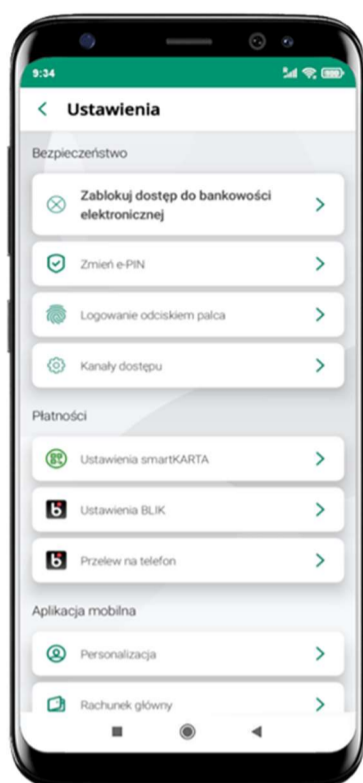 9:34
Ustawienia
Bezpieczeństwo
Zablokuj dostęp do bankowości
elektronicznej
Zmień e-PIN
Logowanie odciskiem palca
Kanały dostępu
Płatności
Ustawienia smartKARTA
Ustawienia BLIK
Przelew na telefon
Aplikacja mobilna
Personalizacja
Rachunek główny